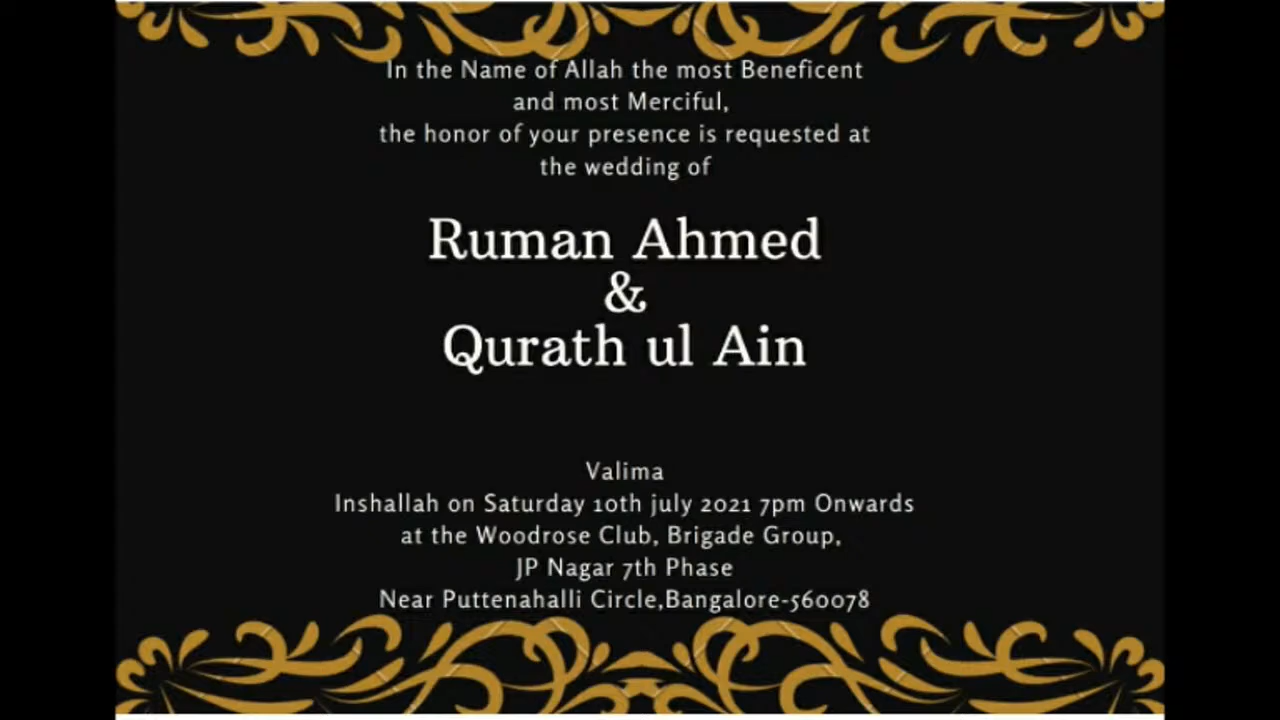 In the Name of Allah the most Beneficent
and most Merciful,
the honor of your presence is requested at
the wedding of
Ruman Ahmed
&
Qurath ul Ain
Valima
Inshallah on Saturday 10th july 2021 7pm Onwards
at the Woodrose Club, Brigade Group,
JP Nagar 7th Phase
Near Puttenahalli Circle,Bangalore-560078